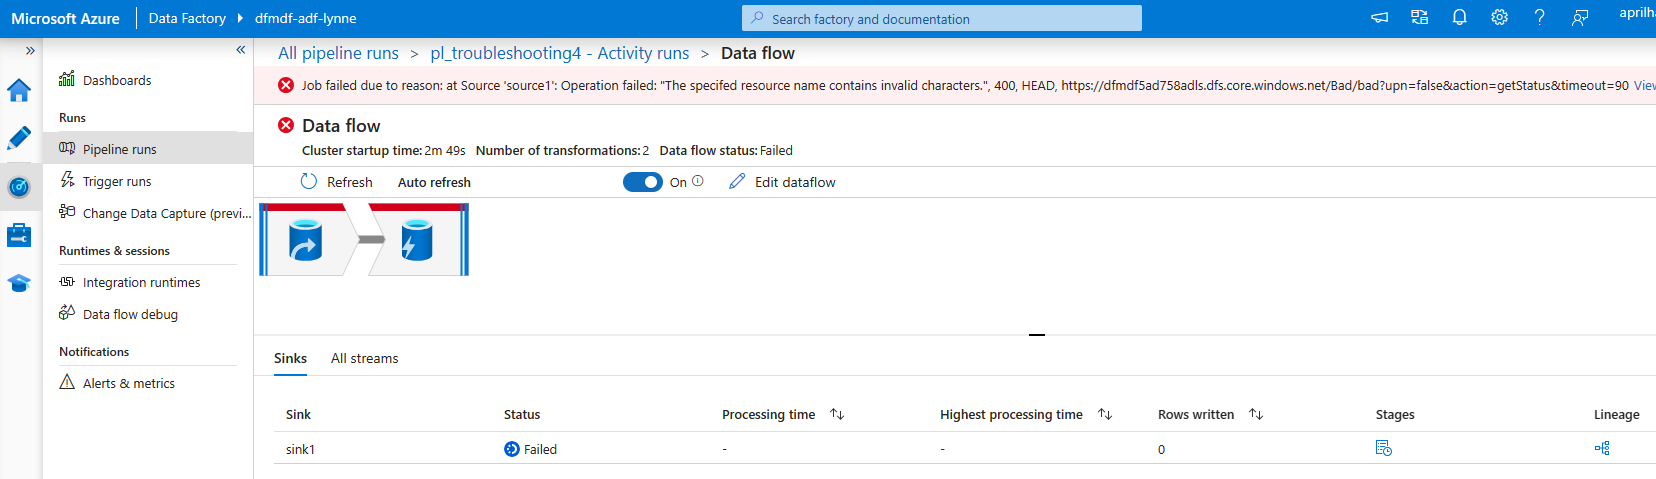 Microsoft Azure Data Factory dfmdf-adf-lynne Search factory and documentation aprilha
All pipeline runs > pl_troubleshooting4 - Activity runs > Data flow
Dashboards
Job failed due to reason: at Source 'source1': Operation failed: "The specifed resource name contains invalid characters.", 400, HEAD, https://dfmdf5ad758adls.dfs.core.windows.net/Bad/bad?upn=false&action=getStatus&timeout=90 View
Runs
Pipeline runs
Trigger runs
Change Data Capture (previ...
Runtimes & sessions
Integration runtimes
Data flow debug
Notifications
Alerts & metrics
Data flow
Cluster startup time: 2m 49s Number of transformations: 2 Data flow status: Failed
Refresh Auto refresh On Edit dataflow
Sinks All streams
Sink Status Processing time Highest processing time Rows written Stages Lineage
sink1 Failed - - 0